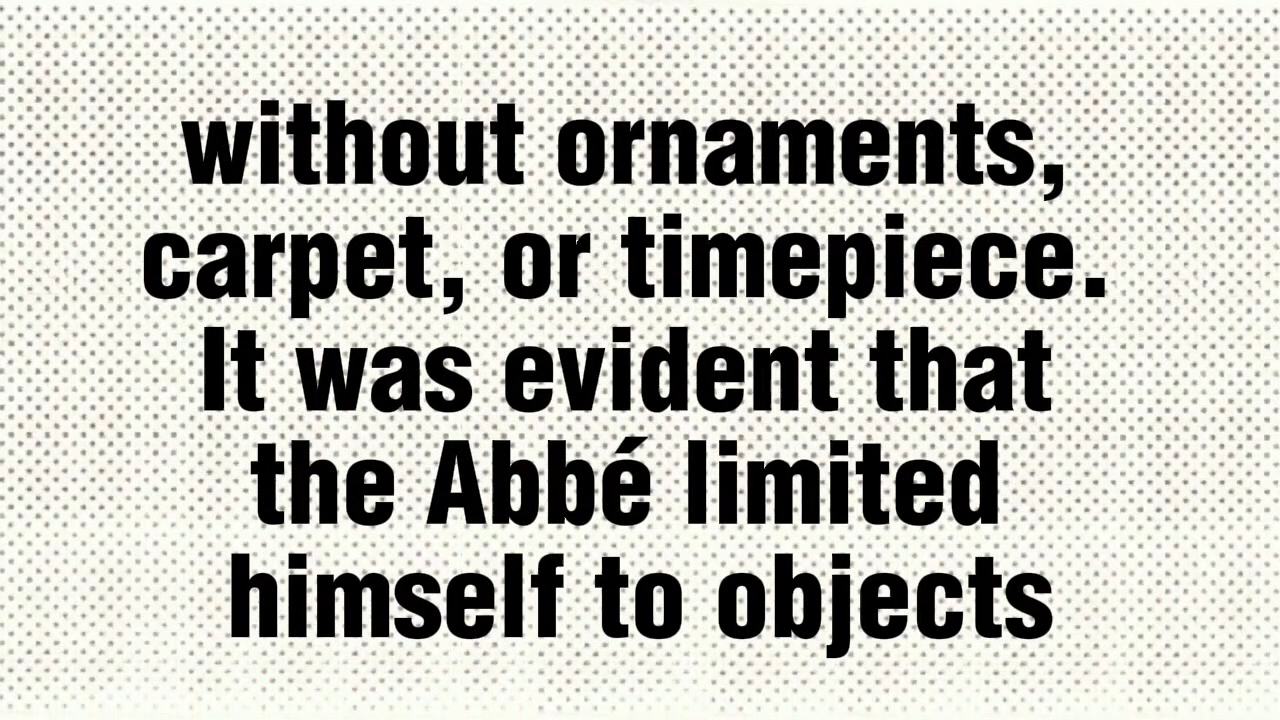 without ornaments,
carpet, or timepiece.
It was evident that
the Abbé limited
himself to objects